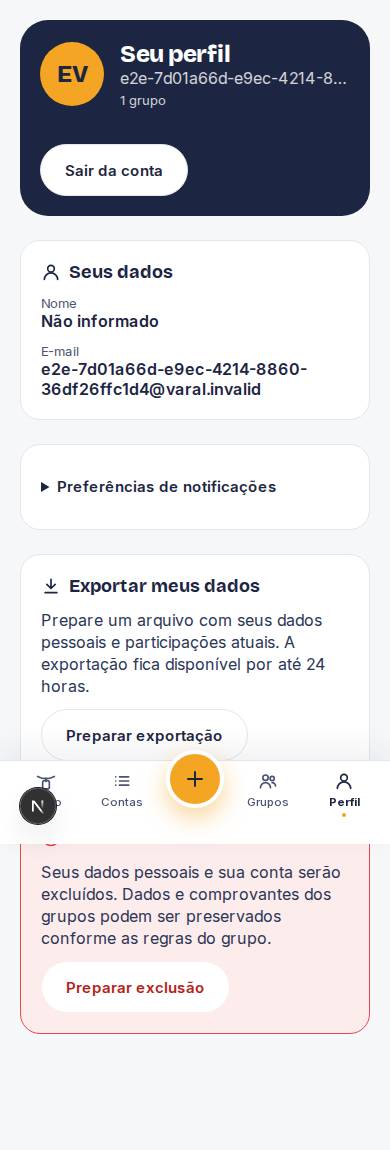 EV
Seu perfil
e2e-7d01a66d-e9ec-4214-8...
1 grupo
Sair da conta
Seus dados
Nome
Não informado
E-mail
e2e-7d01a66d-e9ec-4214-8860-
36df26ffc1d4@varal.invalid
Preferências de notificações
Exportar meus dados
Prepare um arquivo com seus dados
pessoais e participações atuais. A
exportação fica disponível por até 24
horas.
Preparar exportação
N
Contas
Grupos
Perfil
Seus dados pessoais e sua conta serão
excluídos. Dados e comprovantes dos
grupos podem ser preservados
conforme as regras do grupo.
Preparar exclusão